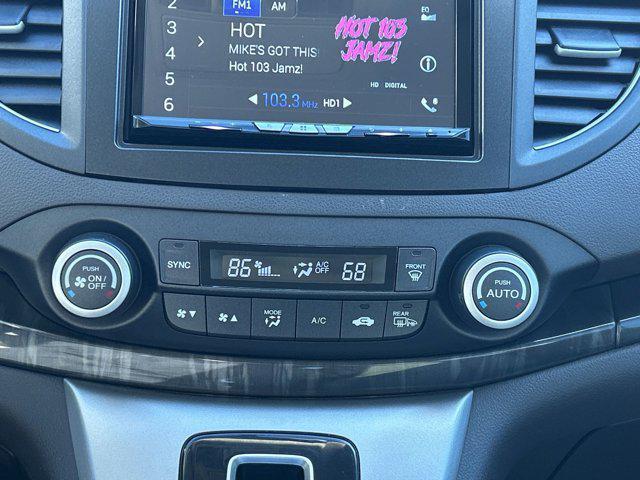 2 FM1 AM EQ
3 HOT HOT 103 JAMZ!
MIKE'S GOT THIS
4 Hot 103 Jamz!
5 HD DIGITAL
6 103.3 MHz HD1
PUSH ON / OFF
SYNC
86 A/C OFF 68
FRONT
PUSH AUTO
MODE
A/C
REAR